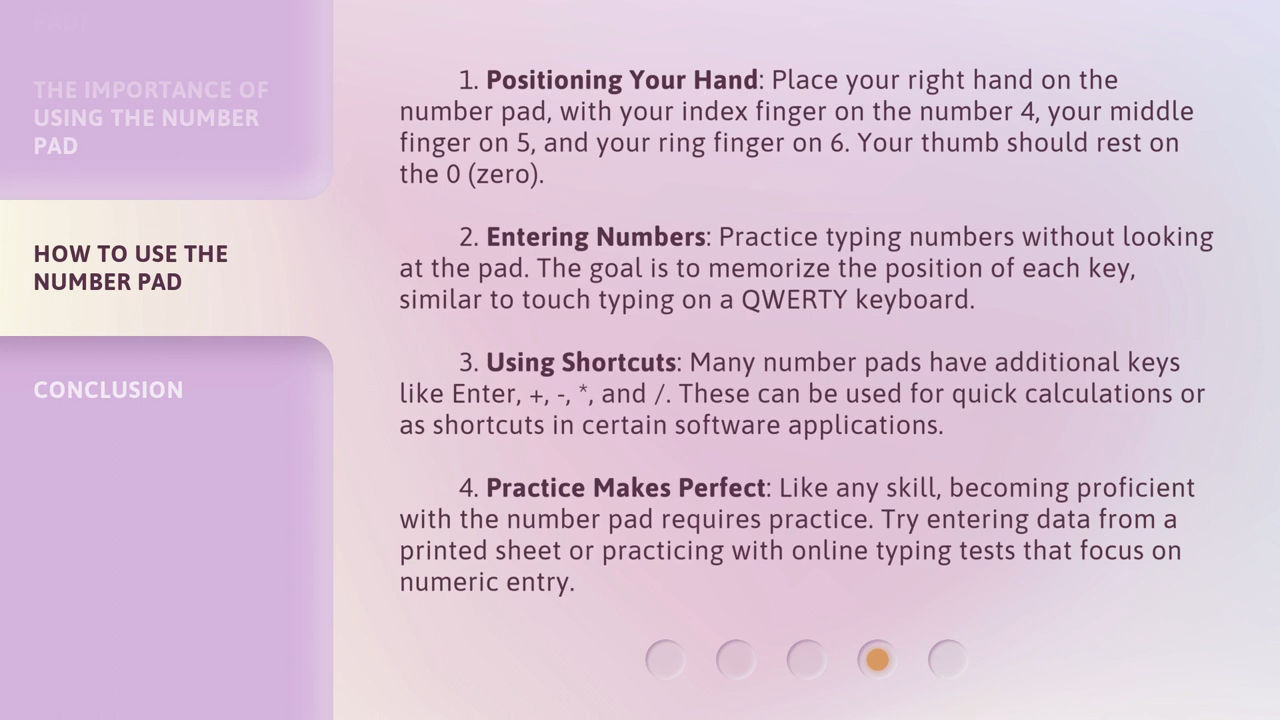 THE IMPORTANCE OF
USING THE NUMBER
PAD
HOW TO USE THE
NUMBER PAD
CONCLUSION
1. Positioning Your Hand: Place your right hand on the
number pad, with your index finger on the number 4, your middle
finger on 5, and your ring finger on 6. Your thumb should rest on
the 0 (zero).
2. Entering Numbers: Practice typing numbers without looking
at the pad. The goal is to memorize the position of each key,
similar to touch typing on a QWERTY keyboard.
3. Using Shortcuts: Many number pads have additional keys
like Enter, +, -, *, and /. These can be used for quick calculations or
as shortcuts in certain software applications.
4. Practice Makes Perfect: Like any skill, becoming proficient
with the number pad requires practice. Try entering data from a
printed sheet or practicing with online typing tests that focus on
numeric entry.